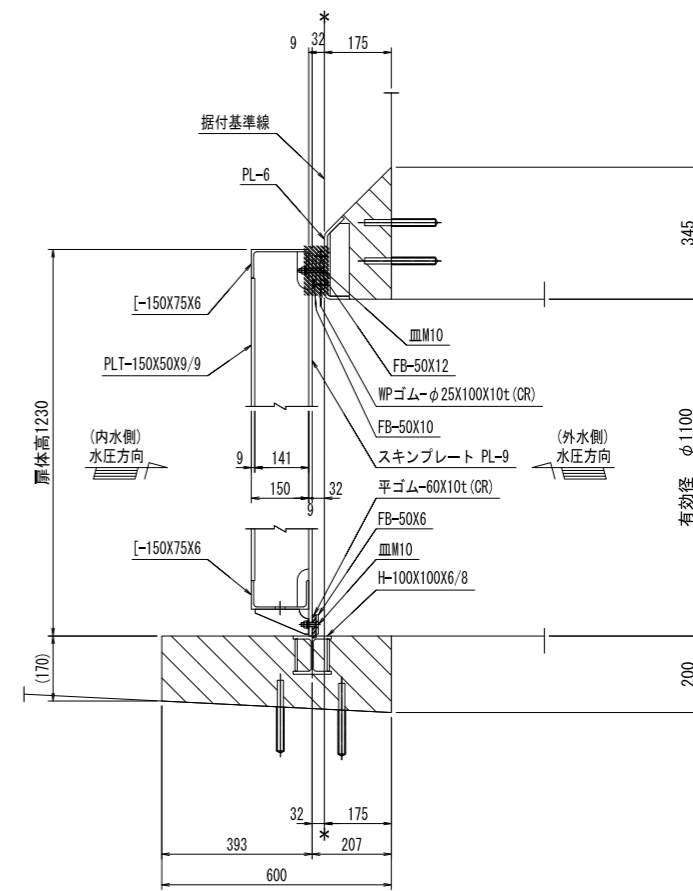 9
32
175
据付基準線
PL-6
345
[-150X75X6
皿M10
PLT-150X50X9/9
FB-50X12
WPゴム-φ25X100X10t(CR)
FB-50X10
扉体高1230
(内水側)
水圧方向
9
141
スキンプレート PL-9
(外水側)
水圧方向
有効径 φ1100
150
32
平ゴム-60X10t(CR)
9
FB-50X6
[-150X75X6
皿M10
H-100X100X6/8
(170)
200
32
175
393
207
600